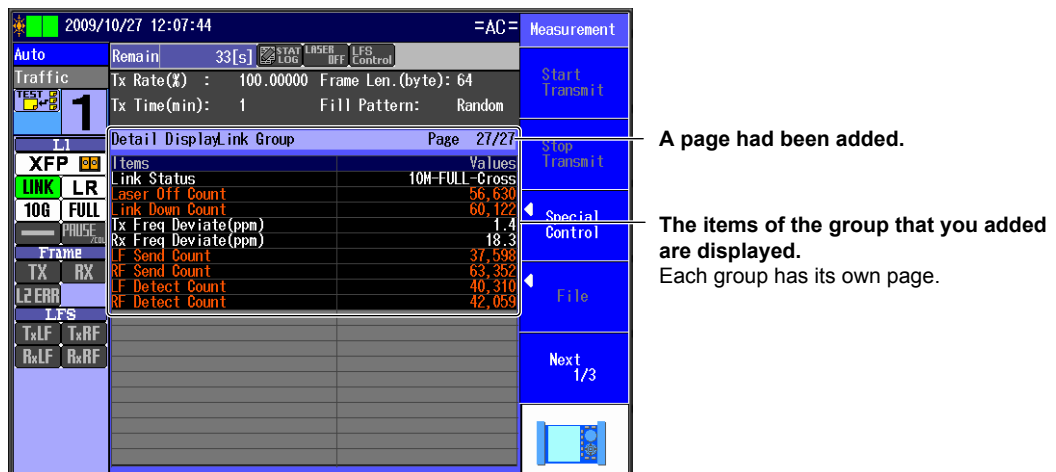 2009/10/27 12:07:44 =AC=
Measurement
Auto
Remain 33[s] STAT LOG LASER OFF LFS Control
Traffic
Tx Rate(%) : 100.00000 Frame Len.(byte): 64
Start Transmit
TEST 1
Tx Time(min): 1 Fill Pattern: Random
Detail DisplayLink Group Page 27/27
A page had been added.
Stop Transmit
L1
Items Values
XFP
Link Status 10M-FULL-Cross
LINK LR
Laser Off Count 56,630
10G FULL
Link Down Count 60,122
Special Control
The items of the group that you added
are displayed.
Each group has its own page.
PAUSE
Tx Freq Deviate(ppm) 1.4
Rx Freq Deviate(ppm) 18.3
Frame
LF Send Count 37,598
TX RX
RF Send Count 63,352
L2 ERR
LF Detect Count 40,310
File
RF Detect Count 42,059
LFS
TxLF TxRF
RxLF RxRF
Next
1/3